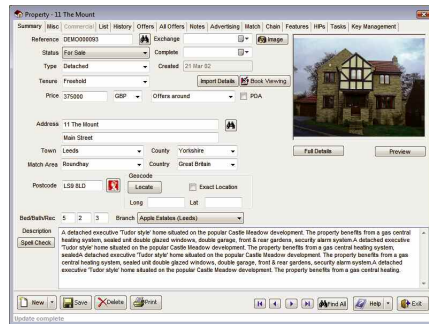 Property - 11 The Mount
Summary Misc Commercial List History Offers All Offers Notes Advertising Match Chain Features HIPs Tasks Key Management
Reference DEMO000093 Exchange Image
Status For Sale Complete
Type Detached Created 21 Mar 02
Tenure Freehold Import Details Book Viewing
Price 375000 GBP Offers around PDA
Address 11 The Mount
Main Street
Town Leeds County Yorkshire Full Details Preview
Match Area Roundhay Country Great Britain
Geocode
Postcode LS9 8LD Locate Exact Location
Long Lat
Bed/Bath/Rec 5 2 3 Branch Apple Estates (Leeds)
Description A detached executive 'Tudor style' home situated on the popular Castle Meadow development. The property benefits from a gas central
Spell Check heating system, sealed unit double glazed windows, double garage, front & rear gardens, security alarm system.A detached executive
'Tudor style' home situated on the popular Castle Meadow development. The property benefits from a gas central heating system,
sealedA detached executive 'Tudor style' home situated on the popular Castle Meadow development. The property benefits from a gas
central heating system, sealed unit double glazed windows, double garage, front & rear gardens, security alarm system.A detached
executive 'Tudor style' home situated on the popular Castle Meadow development. The property benefits from a gas central heating.
New Save Delete Print Find All Help Exit
Update complete